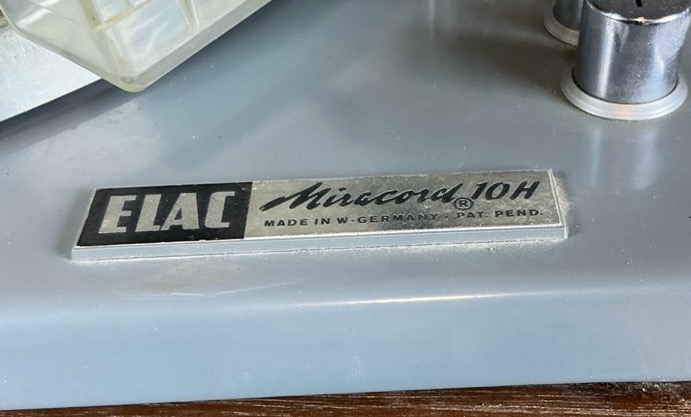 ELAC Miracord® 10H
MADE IN W-GERMANY · PAT. PEND.